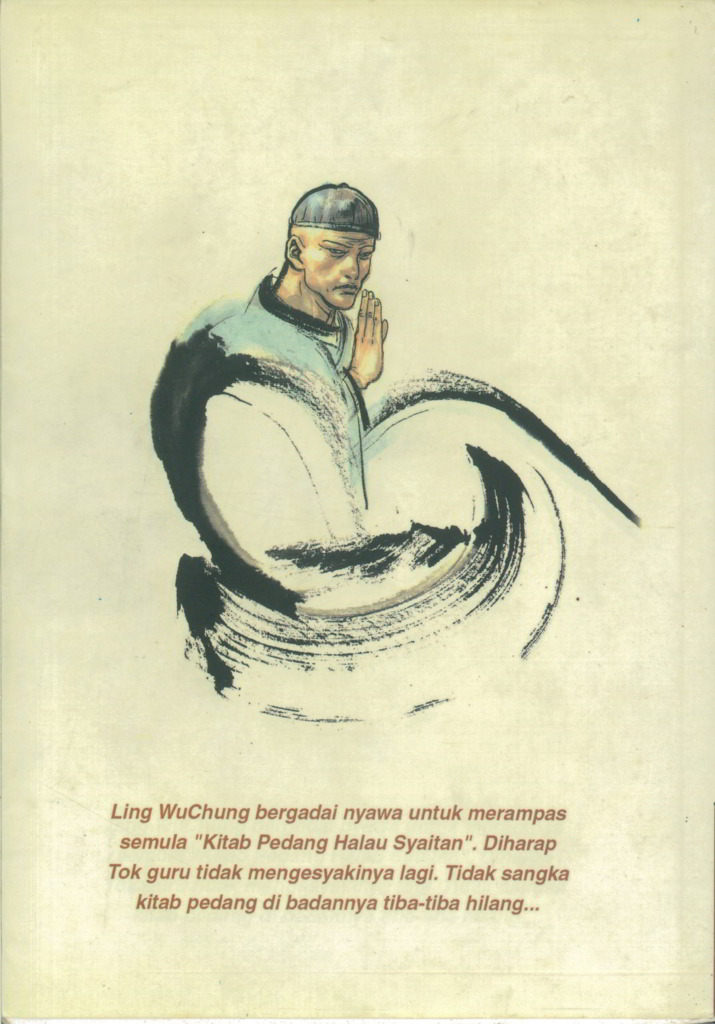 Ling WuChung bergadai nyawa untuk merampas
semula "Kitab Pedang Halau Syaitan". Diharap
Tok guru tidak mengesyakinya lagi. Tidak sangka
kitab pedang di badannya tiba-tiba hilang...